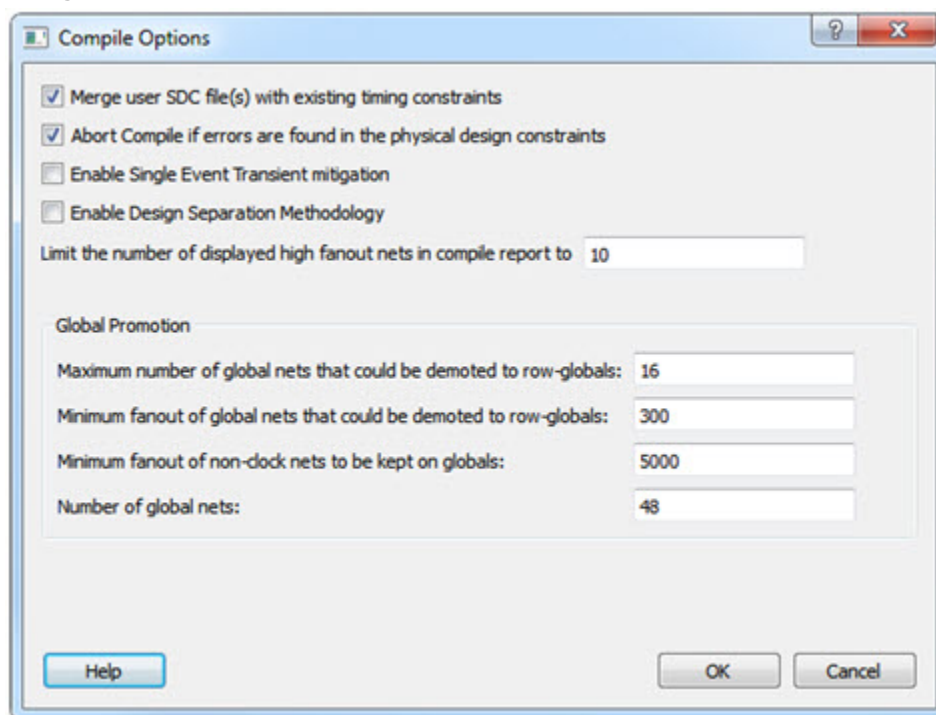 Compile Options
Merge user SDC file(s) with existing timing constraints
Abort Compile if errors are found in the physical design constraints
Enable Single Event Transient mitigation
Enable Design Separation Methodology
Limit the number of displayed high fanout nets in compile report to 10
Global Promotion
Maximum number of global nets that could be demoted to row-globals: 16
Minimum fanout of global nets that could be demoted to row-globals: 300
Minimum fanout of non-clock nets to be kept on globals: 5000
Number of global nets: 48
Help OK Cancel